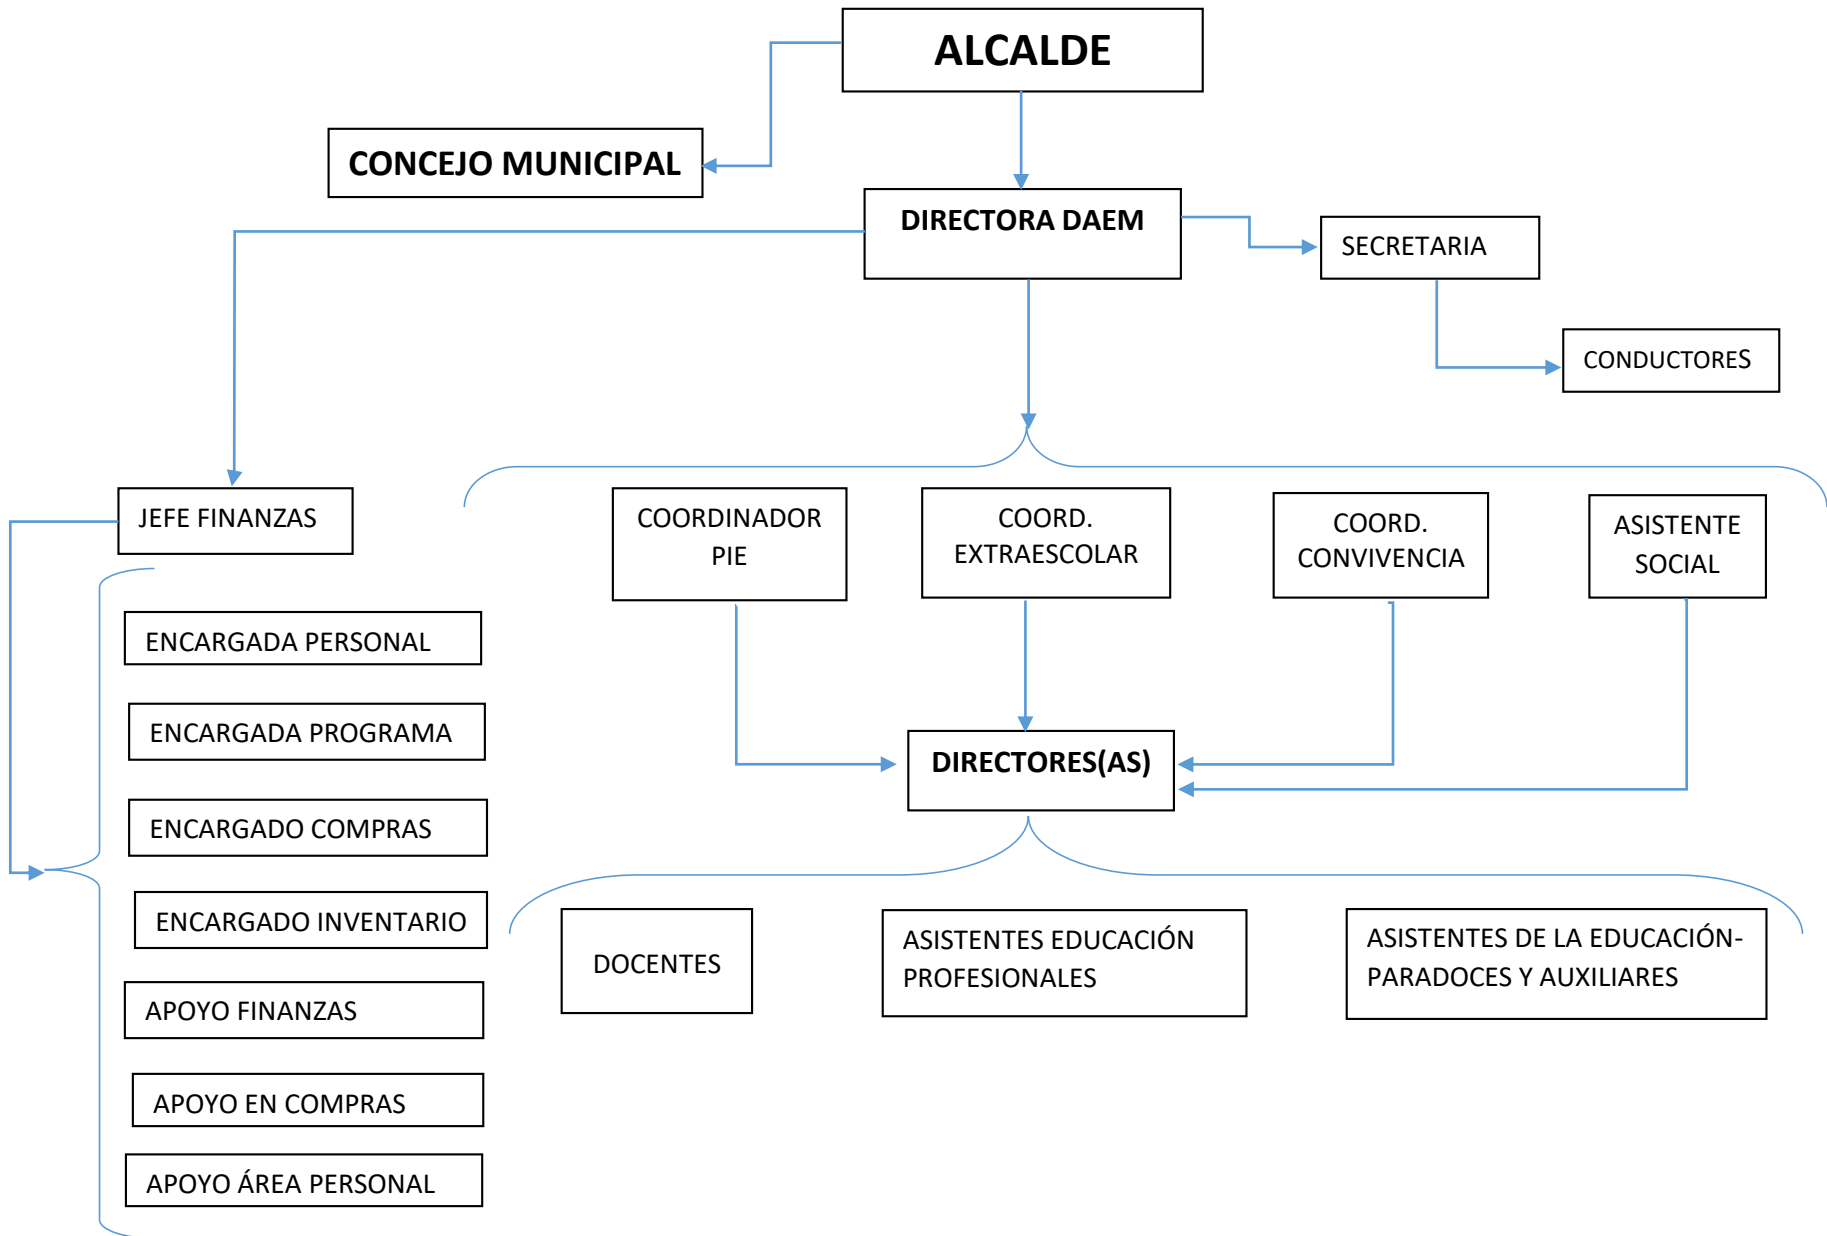 ALCALDE
CONCEJO MUNICIPAL
DIRECTORA DAEM
SECRETARIA
CONDUCTORES
JEFE FINANZAS
COORDINADOR
PIE
COORD.
EXTRAESCOLAR
COORD.
CONVIVENCIA
ASISTENTE
SOCIAL
ENCARGADA PERSONAL
ENCARGADA PROGRAMA
ENCARGADO COMPRAS
ENCARGADO INVENTARIO
APOYO FINANZAS
APOYO EN COMPRAS
APOYO ÁREA PERSONAL
DIRECTORES(AS)
DOCENTES
ASISTENTES EDUCACIÓN
PROFESIONALES
ASISTENTES DE LA EDUCACIÓN-
PARADOCES Y AUXILIARES